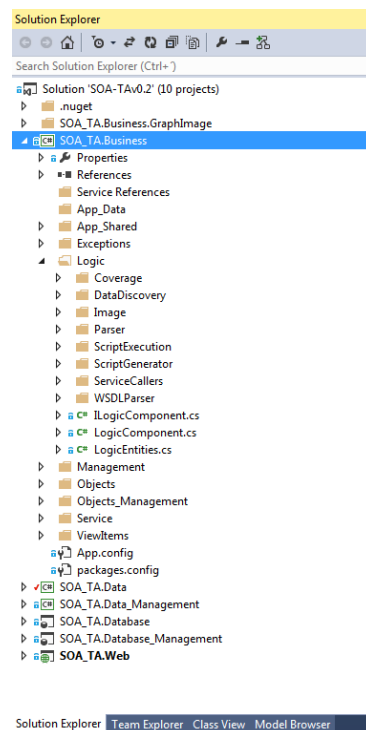 Solution Explorer
Search Solution Explorer (Ctrl+¨)
Solution 'SOA-TAv0.2' (10 projects)
.nuget
SOA_TA.Business.GraphImage
C# SOA_TA.Business
Properties
References
Service References
App_Data
App_Shared
Exceptions
Logic
Coverage
DataDiscovery
Image
Parser
ScriptExecution
ScriptGenerator
ServiceCallers
WSDLParser
C# ILogicComponent.cs
C# LogicComponent.cs
C# LogicEntities.cs
Management
Objects
Objects_Management
Service
ViewItems
App.config
packages.config
C# SOA_TA.Data
C# SOA_TA.Data_Management
SOA_TA.Database
SOA_TA.Database_Management
SOA_TA.Web
Solution Explorer Team Explorer Class View Model Browser